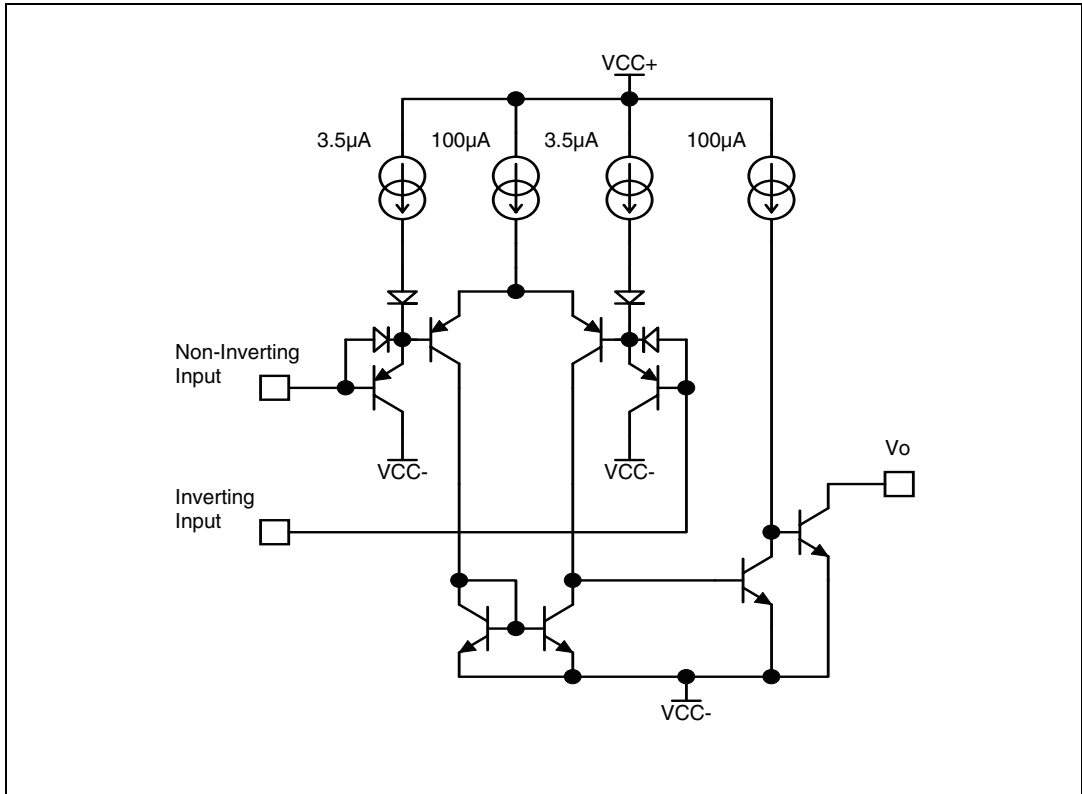 VCC+
3.5µA
100µA
3.5µA
100µA
Non-Inverting
Input
VCC-
VCC-
Vo
Inverting
Input
VCC-